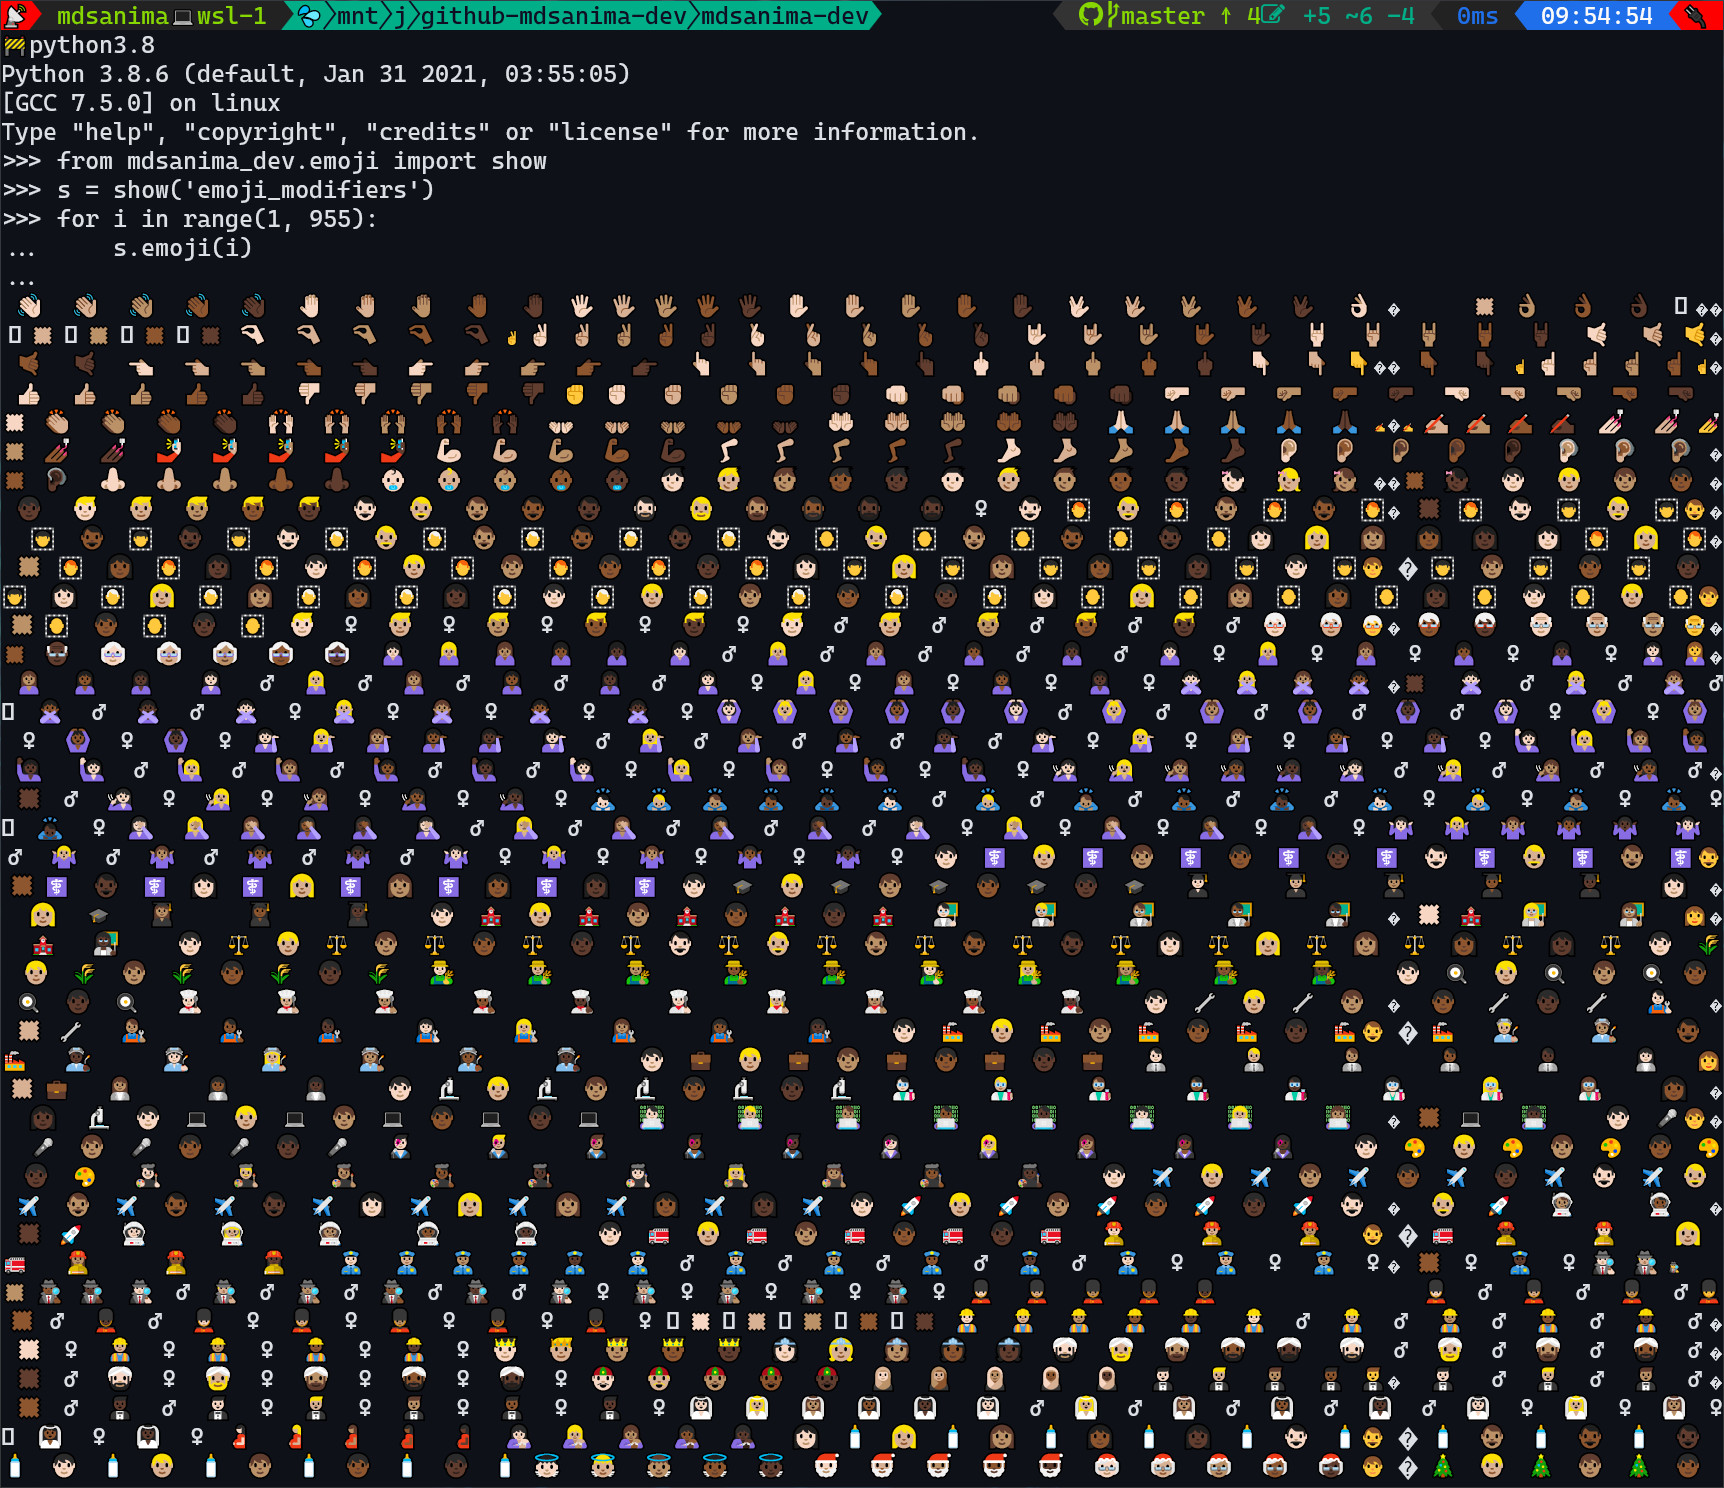 mdsanima wsl-1 mnt j github-mdsanima-dev mdsanima-dev master ↑ 4 +5 ~6 -4 0ms 09:54:54
python3.8
Python 3.8.6 (default, Jan 31 2021, 03:55:05)
[GCC 7.5.0] on linux
Type "help", "copyright", "credits" or "license" for more information.
>>> from mdsanima_dev.emoji import show
>>> s = show('emoji_modifiers')
>>> for i in range(1, 955):
...     s.emoji(i)
...